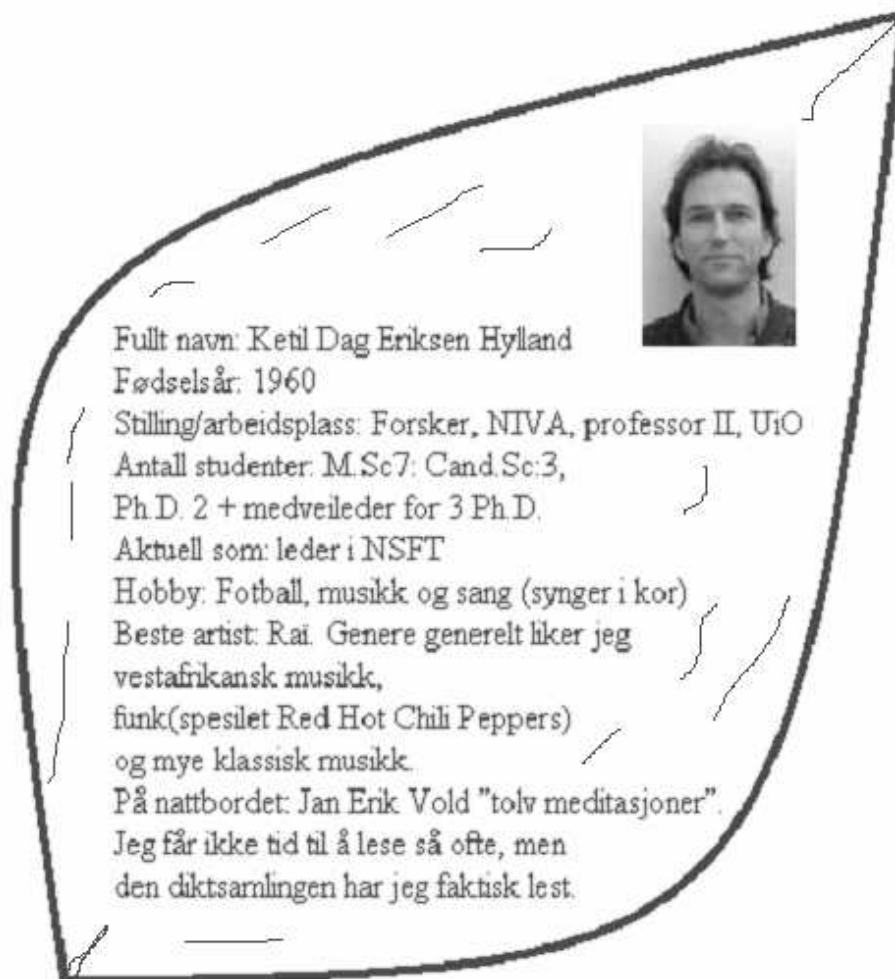 Fullt navn: Ketil Dag Eriksen Hylland
Fødselsår: 1960
Stilling/arbeidsplass: Forsker, NIVA, professor II, UiO
Antall studenter: M.Sc7: Cand.Sc:3,
Ph.D. 2 + medveileder for 3 Ph.D.
Aktuell som: leder i NSFT
Hobby: Fotball, musikk og sang (synger i kor)
Beste artist: Raï. Genere generelt liker jeg
vestafrikansk musikk,
funk(spesilet Red Hot Chili Peppers)
og mye klassisk musikk.
På nattbordet: Jan Erik Vold ”tolv meditasjoner”.
Jeg får ikke tid til å lese så ofte, men
den diktsamlingen har jeg faktisk lest.